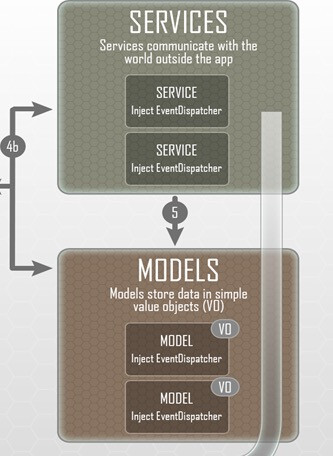 SERVICES
Services communicate with the
world outside the app
SERVICE
Inject EventDispatcher
SERVICE
Inject EventDispatcher
4b
5
MODELS
Models store data in simple
value objects (VO)
VO
MODEL
Inject EventDispatcher
VO
MODEL
Inject EventDispatcher